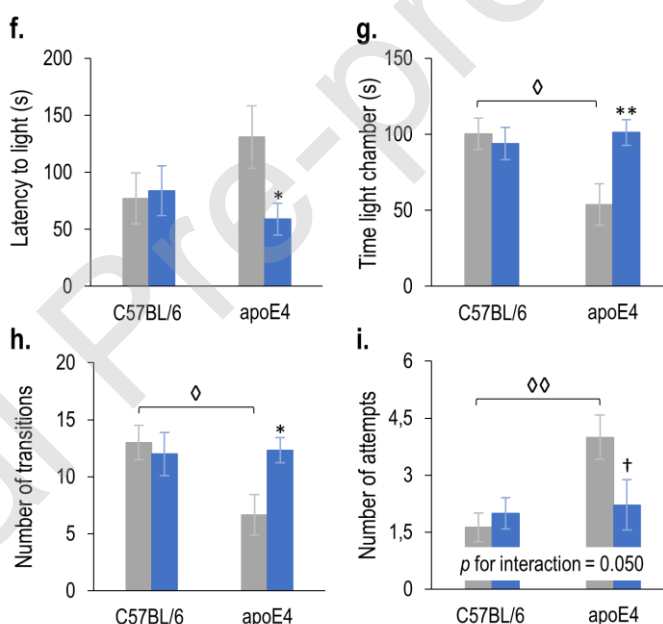 f.
200
150
100
50
0
Latency to light (s)
*
C57BL/6 apoE4
g.
150
100
50
0
Time light chamber (s)
◊
**
C57BL/6 apoE4
h.
20
15
10
5
0
Number of transitions
◊
*
C57BL/6 apoE4
i.
6
4,5
3
1,5
0
Number of attempts
◊◊
†
p for interaction = 0.050
C57BL/6 apoE4
Pre-pr